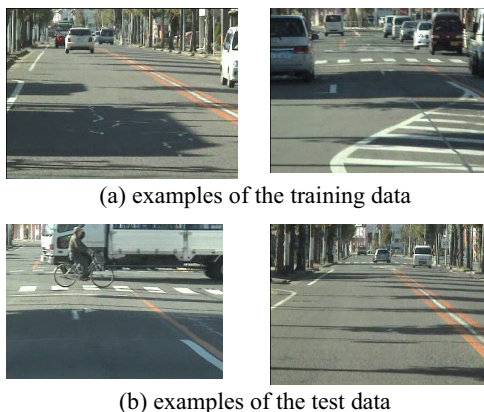 (a) examples of the training data
(b) examples of the test data